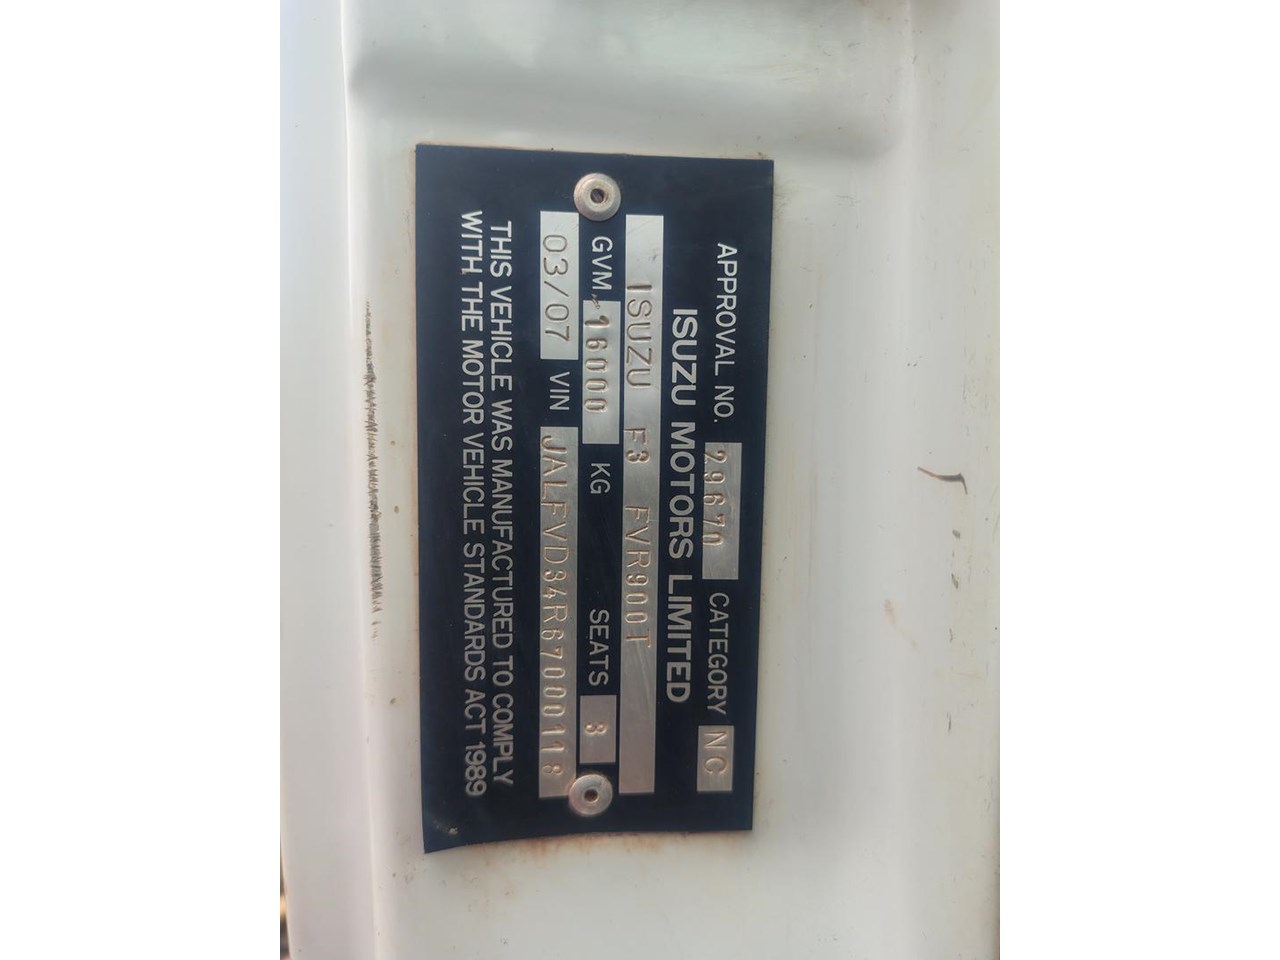 APPROVAL NO. 29670 CATEGORY NC
ISUZU MOTORS LIMITED
ISUZU F3 FVR900T
GVM 16000 KG SEATS 3
03/07 VIN JALFVD34R67000118
THIS VEHICLE WAS MANUFACTURED TO COMPLY
WITH THE MOTOR VEHICLE STANDARDS ACT 1989